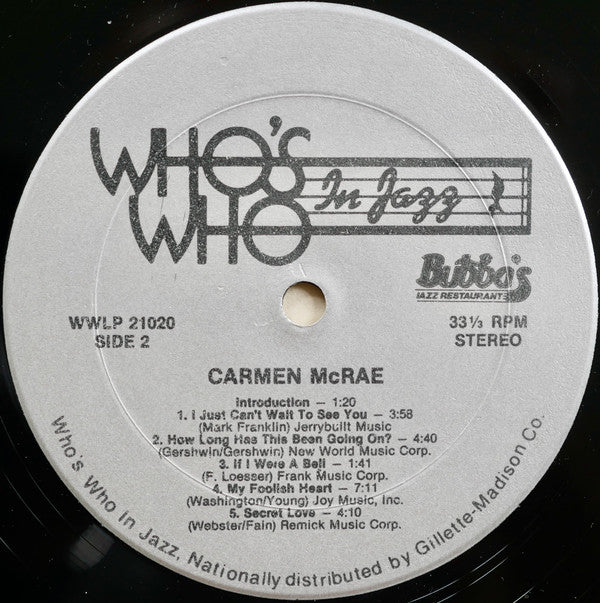 WHO'S
WHO
In Jazz
Bubba's
JAZZ RESTAURANTS
WWLP 21020
SIDE 2
33⅓ RPM
STEREO
CARMEN McRAE
Introduction — 1:20
1. I Just Can't Wait To See You — 3:58
(Mark Franklin) Jerrybuilt Music
2. How Long Has This Been Going On? — 4:40
(Gershwin/Gershwin) New World Music Corp.
3. If I Were A Bell — 1:41
(F. Loesser) Frank Music Corp.
4. My Foolish Heart — 7:11
(Washington/Young) Joy Music, Inc.
5. Secret Love — 4:10
(Webster/Fain) Remick Music Corp.
Who's Who In Jazz, Nationally distributed by Gillette-Madison Co.